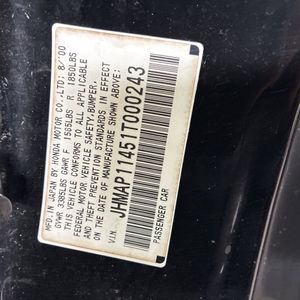 MFD. IN JAPAN BY HONDA MOTOR CO., LTD: 8/'00
GVWR 3385LBS GAWR F. 1565LBS R. 1850LBS
THIS VEHICLE CONFORMS TO ALL APPLICABLE
FEDERAL MOTOR VEHICLE SAFETY, BUMPER,
AND THEFT PREVENTION STANDARDS IN EFFECT
ON THE DATE OF MANUFACTURE SHOWN ABOVE.
V.I.N. JHMAP11451T000243
PASSENGER CAR